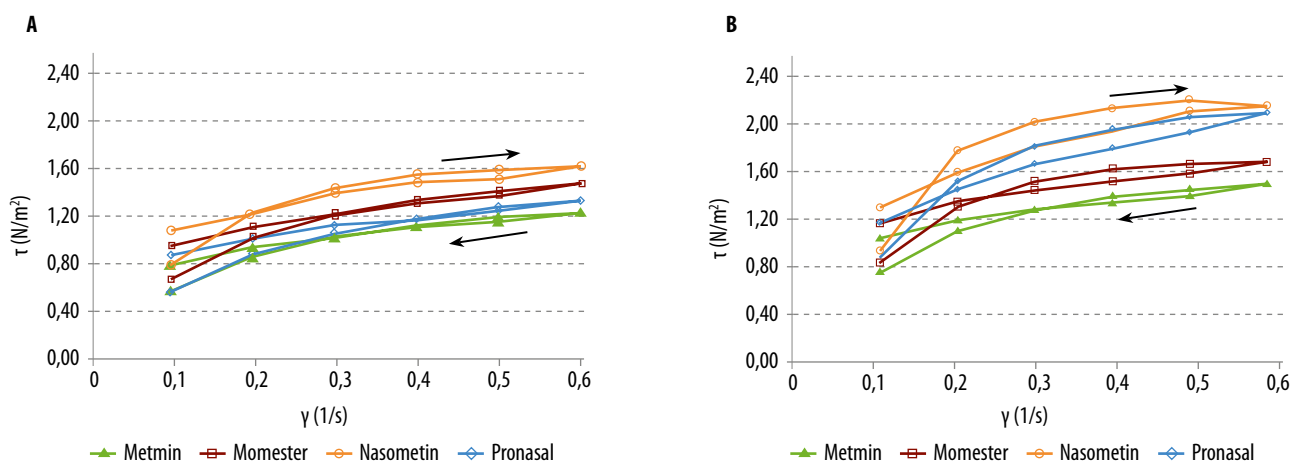 A
τ (N/m²)
2,40
2,00
1,60
1,20
0,80
0,40
0,00
0 0,1 0,2 0,3 0,4 0,5 0,6
γ (1/s)
Metmin Momester Nasometin Pronasal
B
τ (N/m²)
2,40
2,00
1,60
1,20
0,80
0,40
0,00
0 0,1 0,2 0,3 0,4 0,5 0,6
γ (1/s)
Metmin Momester Nasometin Pronasal